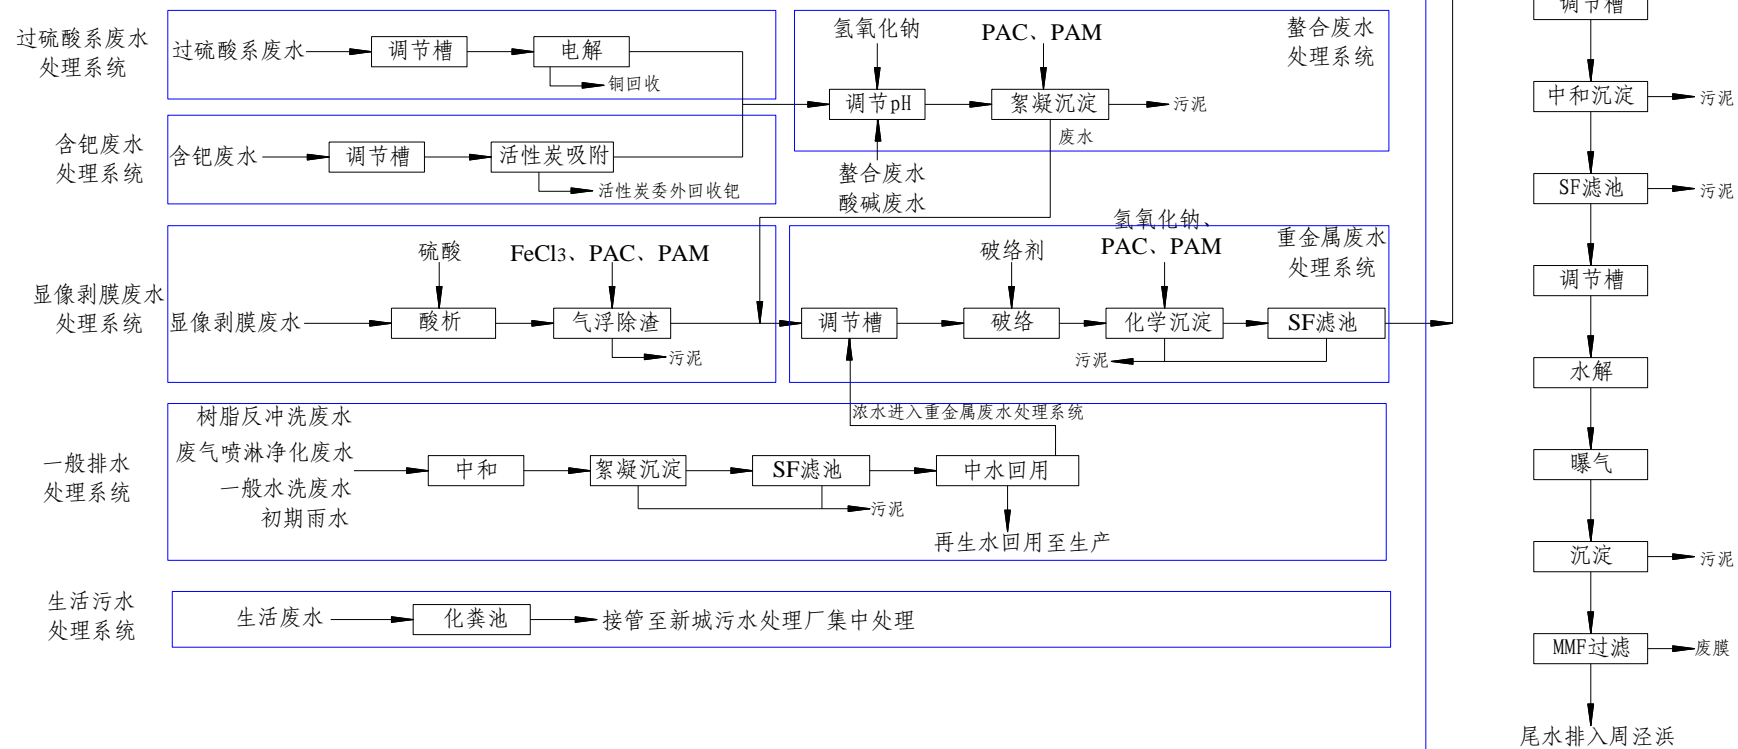 过硫酸系废水
处理系统
过硫酸系废水
调节槽
电解
铜回收
含钯废水
处理系统
含钯废水
调节槽
活性炭吸附
活性炭委外回收钯
氢氧化钠
PAC、PAM
螯合废水
处理系统
调节pH
絮凝沉淀
污泥
废水
螯合废水
酸碱废水
显像剥膜废水
处理系统
显像剥膜废水
硫酸
酸析
FeCl3、PAC、PAM
气浮除渣
污泥
破络剂
氢氧化钠、
PAC、PAM
重金属废水
处理系统
调节槽
破络
化学沉淀
SF滤池
污泥
一般排水
处理系统
树脂反冲洗废水
废气喷淋净化废水
一般水洗废水
初期雨水
中和
絮凝沉淀
SF滤池
中水回用
污泥
浓水进入重金属废水处理系统
再生水回用至生产
生活污水
处理系统
生活废水
化粪池
接管至新城污水处理厂集中处理
调节槽
中和沉淀
污泥
SF滤池
污泥
调节槽
水解
曝气
沉淀
污泥
MMF过滤
废膜
尾水排入周泾浜